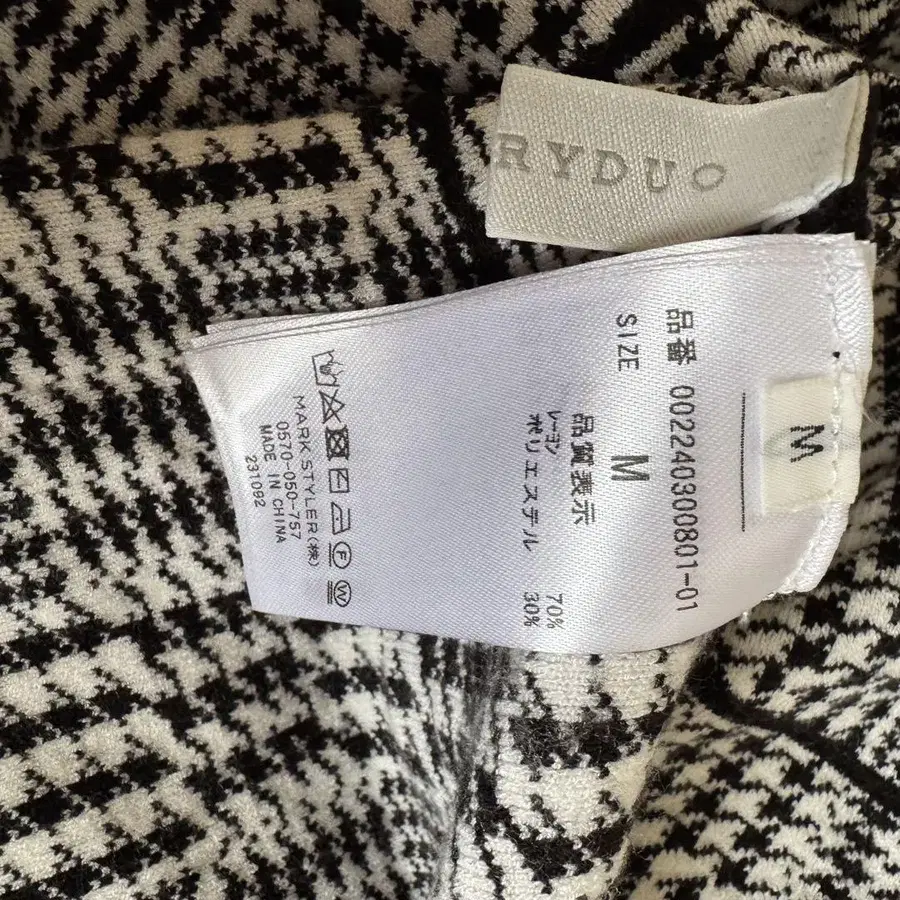 RYDUO
M
品番 002240300801-01
SIZE M
品質表示
レーヨン 70%
ポリエステル 30%
MARK STYLER(株)
0570-050-757
MADE IN CHINA
231092